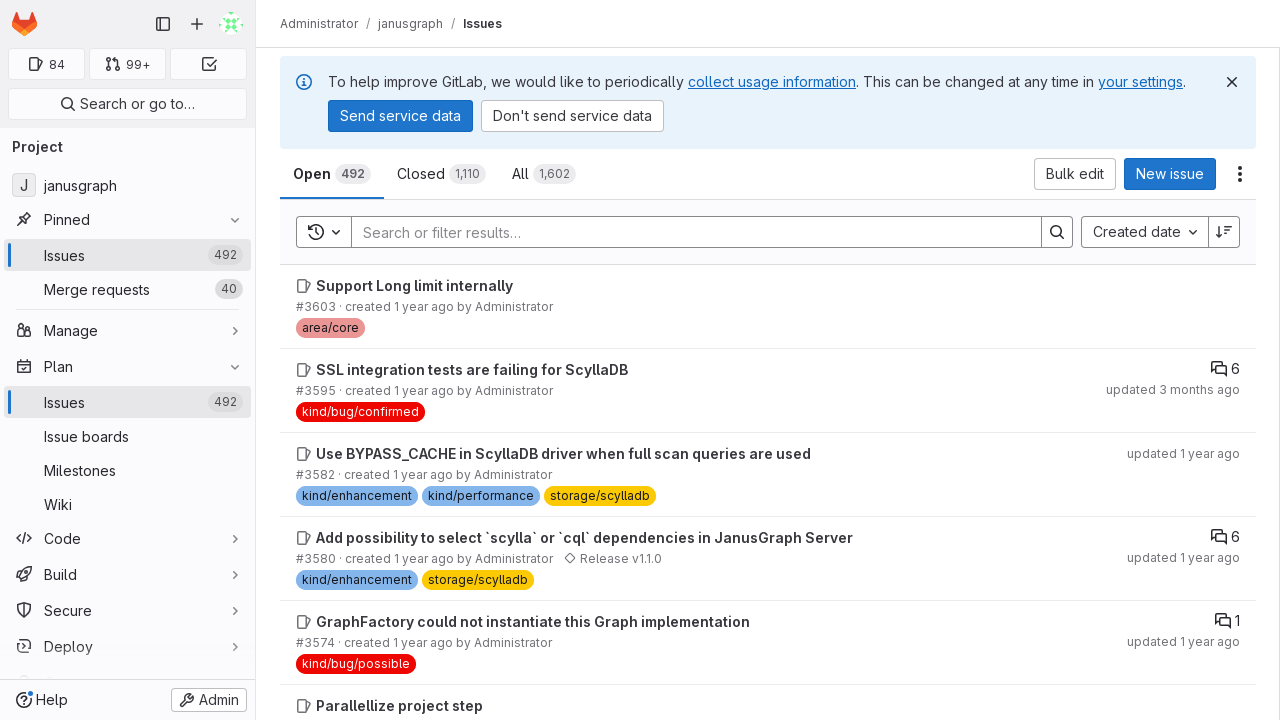 Administrator / janusgraph / Issues
84
99+
Search or go to…
Project
J janusgraph
Pinned
Issues 492
Merge requests 40
Manage
Plan
Issues 492
Issue boards
Milestones
Wiki
Code
Build
Secure
Deploy
Help
Admin
To help improve GitLab, we would like to periodically collect usage information. This can be changed at any time in your settings.
Send service data
Don't send service data
Open 492
Closed 1,110
All 1,602
Bulk edit
New issue
Search or filter results…
Created date
Support Long limit internally
#3603 · created 1 year ago by Administrator
area/core
SSL integration tests are failing for ScyllaDB
6
#3595 · created 1 year ago by Administrator
updated 3 months ago
kind/bug/confirmed
Use BYPASS_CACHE in ScyllaDB driver when full scan queries are used
updated 1 year ago
#3582 · created 1 year ago by Administrator
kind/enhancement kind/performance storage/scylladb
Add possibility to select `scylla` or `cql` dependencies in JanusGraph Server
6
#3580 · created 1 year ago by Administrator Release v1.1.0
updated 1 year ago
kind/enhancement storage/scylladb
GraphFactory could not instantiate this Graph implementation
1
#3574 · created 1 year ago by Administrator
updated 1 year ago
kind/bug/possible
Parallellize project step